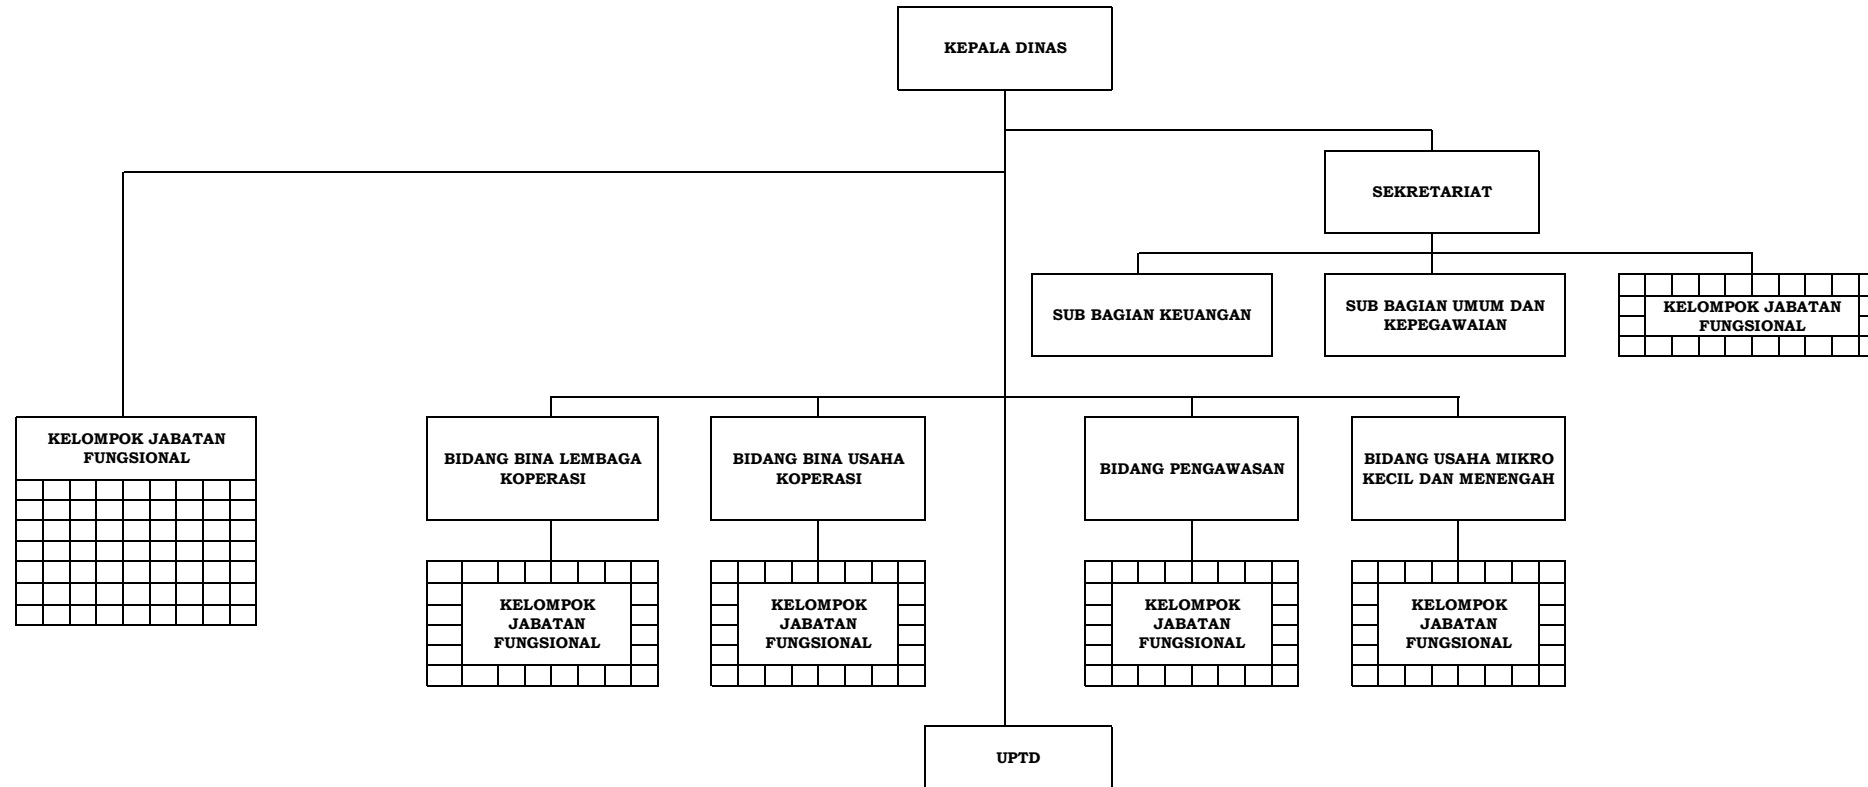 KEPALA DINAS
SEKRETARIAT
SUB BAGIAN KEUANGAN
SUB BAGIAN UMUM DAN
KEPEGAWAIAN
KELOMPOK JABATAN
FUNGSIONAL
KELOMPOK JABATAN
FUNGSIONAL
BIDANG BINA LEMBAGA
KOPERASI
BIDANG BINA USAHA
KOPERASI
BIDANG PENGAWASAN
BIDANG USAHA MIKRO
KECIL DAN MENENGAH
KELOMPOK
JABATAN
FUNGSIONAL
KELOMPOK
JABATAN
FUNGSIONAL
KELOMPOK
JABATAN
FUNGSIONAL
KELOMPOK
JABATAN
FUNGSIONAL
UPTD